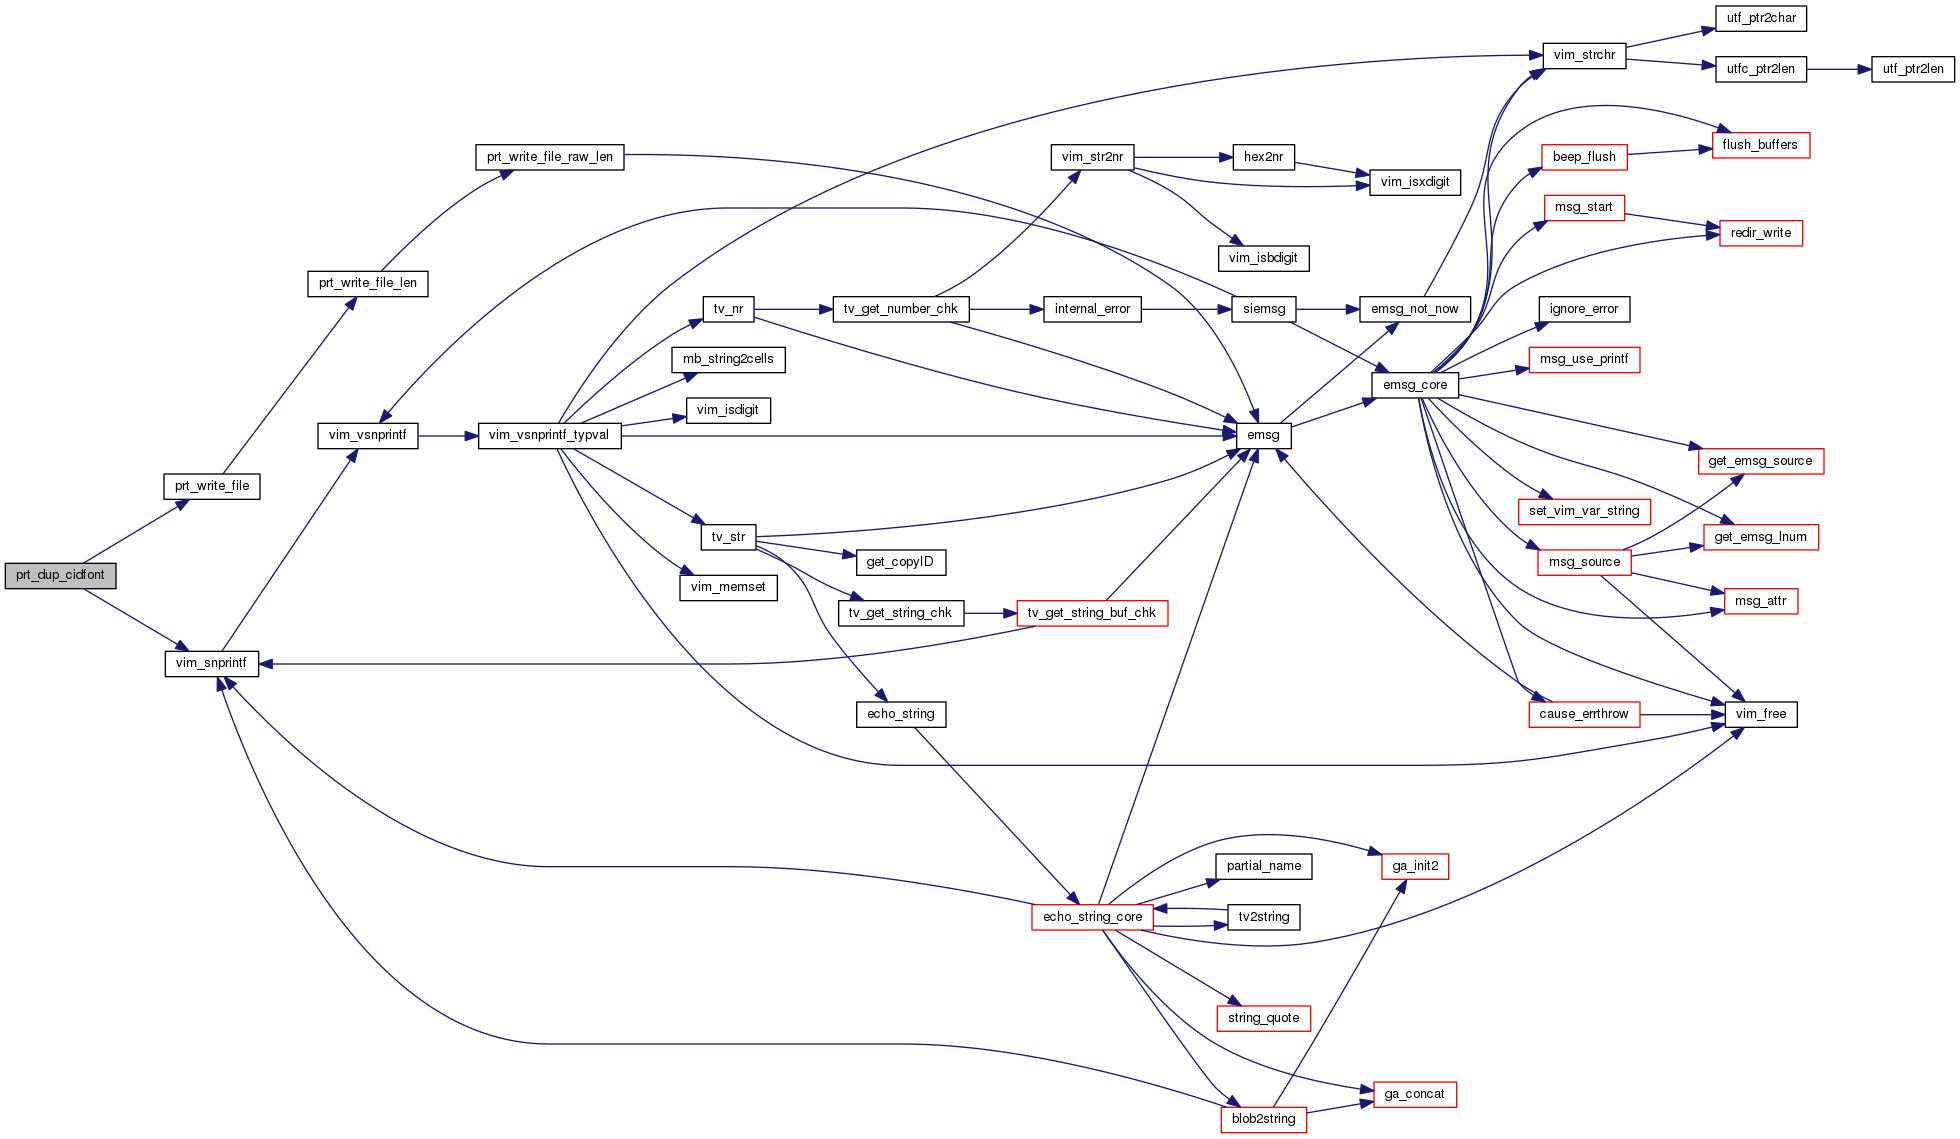 utf_ptr2char
vim_strchr
utfc_ptr2len
utf_ptr2len
flush_buffers
prt_write_file_raw_len
vim_str2nr
hex2nr
beep_flush
vim_isxdigit
msg_start
redir_write
vim_isbdigit
prt_write_file_len
tv_nr
tv_get_number_chk
internal_error
siemsg
emsg_not_now
ignore_error
mb_string2cells
msg_use_printf
emsg_core
vim_isdigit
vim_vsnprintf
vim_vsnprintf_typval
emsg
get_emsg_source
prt_write_file
set_vim_var_string
tv_str
get_emsg_lnum
get_copyID
msg_source
prt_dup_cidfont
vim_memset
msg_attr
tv_get_string_chk
tv_get_string_buf_chk
vim_snprintf
echo_string
cause_errthrow
vim_free
partial_name
ga_init2
echo_string_core
tv2string
string_quote
ga_concat
blob2string